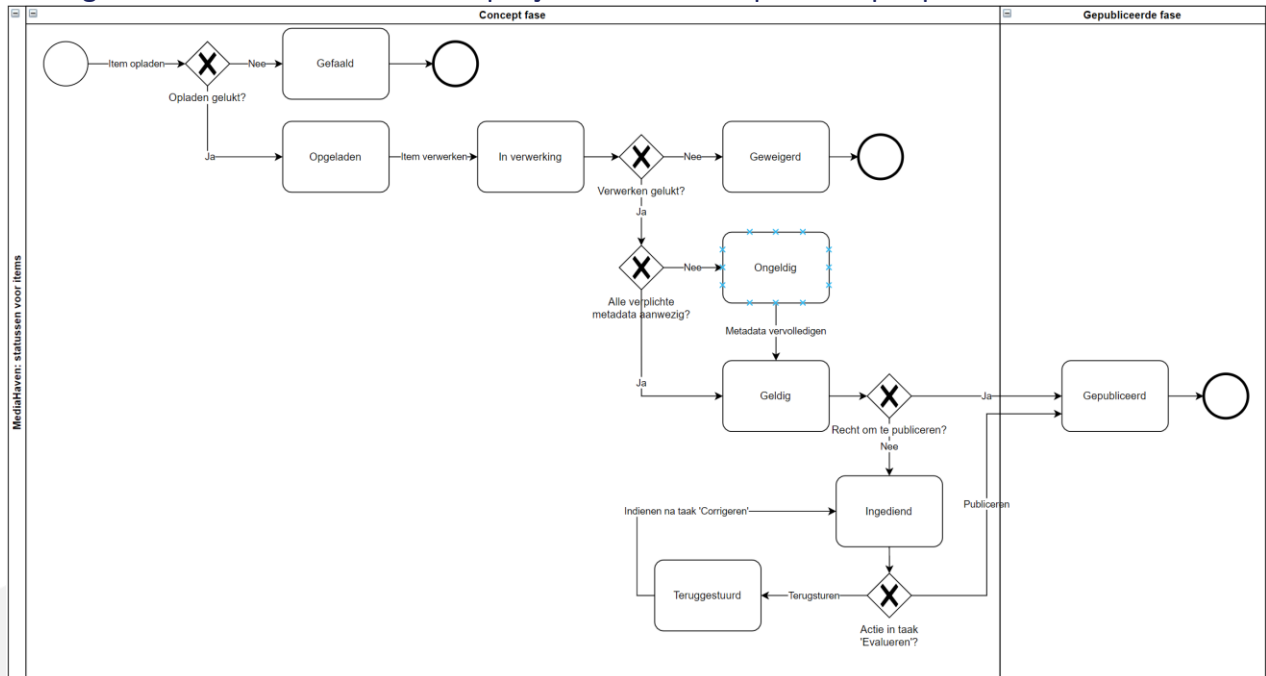 Concept fase
Gepubliceerde fase
MediaHaven: statussen voor items
Item opladen
Nee
Gefaald
Opladen gelukt?
Ja
Opgeladen
Item verwerken
In verwerking
Nee
Geweigerd
Verwerken gelukt?
Ja
Nee
Ongeldig
Alle verplichte
metadata aanwezig?
Metadata vervolledigen
Ja
Geldig
Ja
Gepubliceerd
Recht om te publiceren?
Nee
Indienen na taak 'Corrigeren'
Ingediend
Publiceren
Teruggestuurd
Terugsturen
Actie in taak
'Evalueren'?